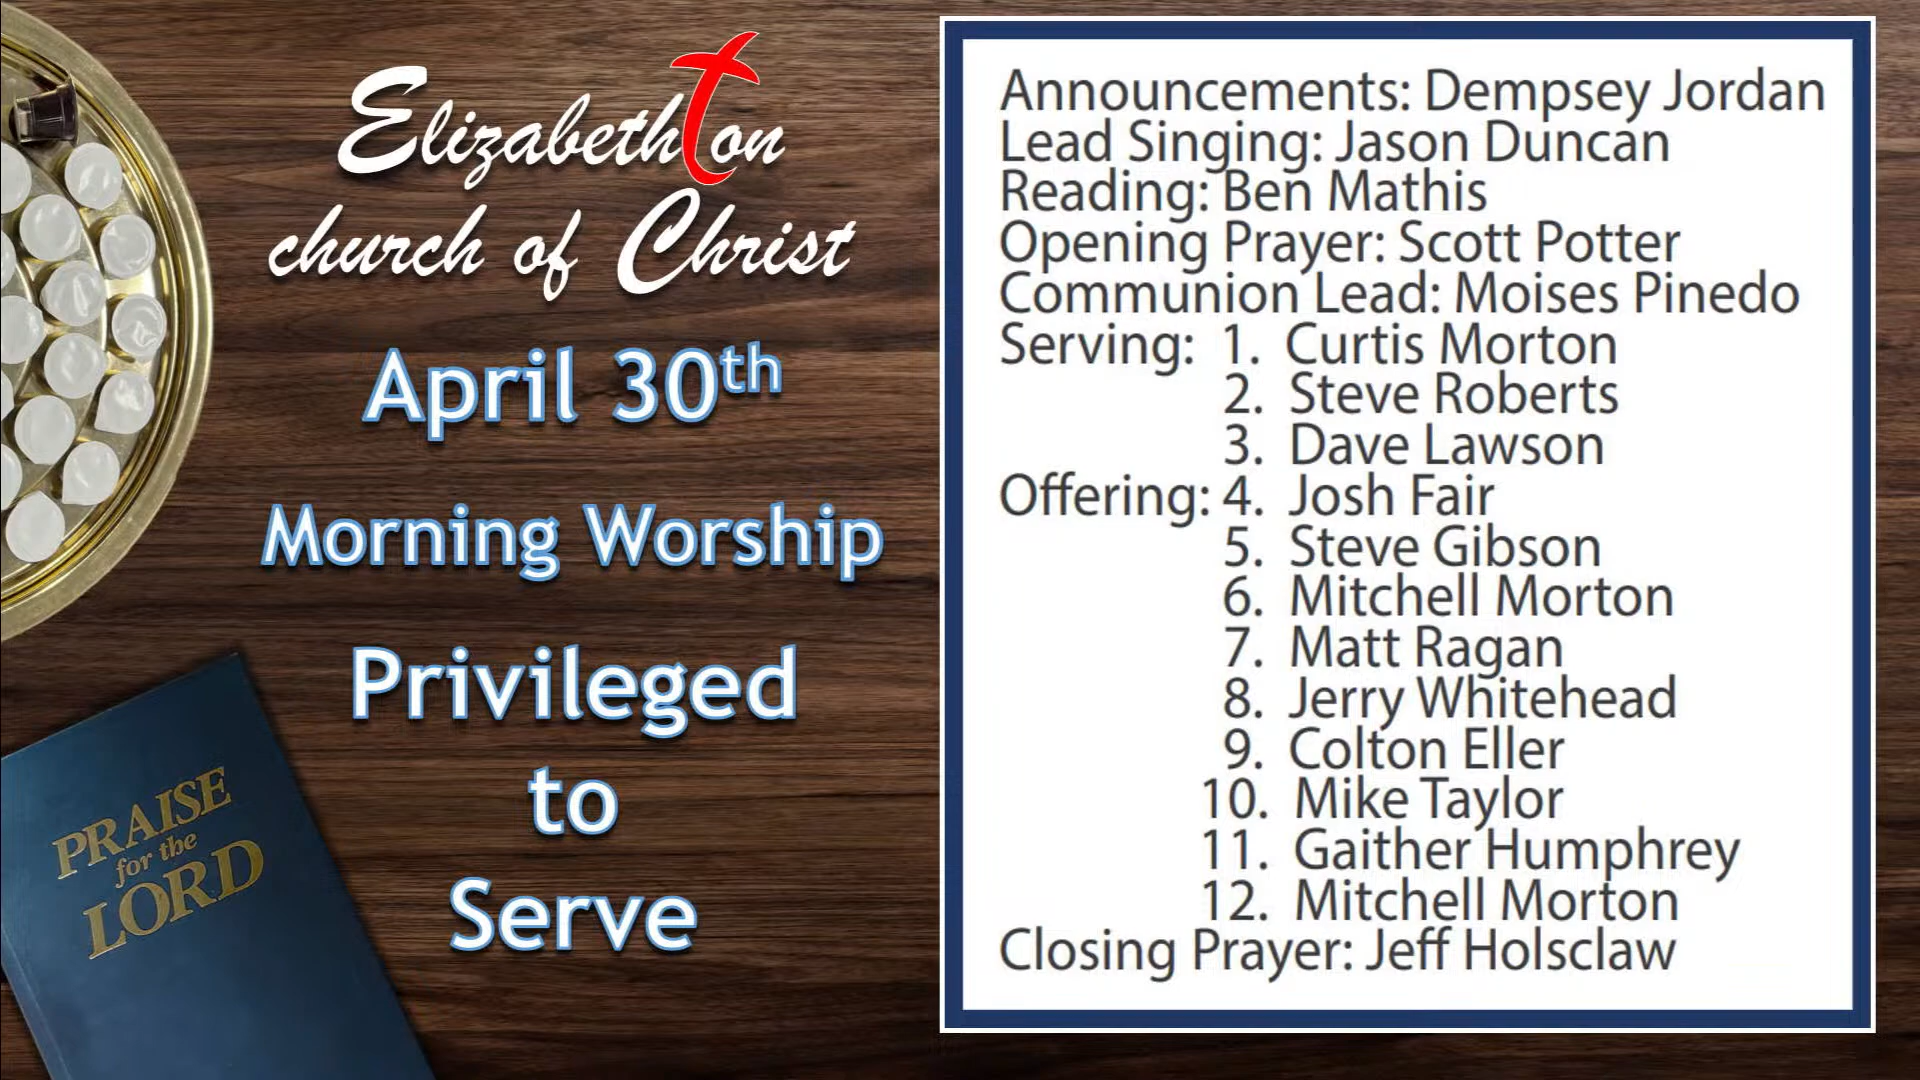 Elizabethton
church of Christ
April 30th
Morning Worship
Privileged
to
Serve
PRAISE
for the
LORD
Announcements: Dempsey Jordan
Lead Singing: Jason Duncan
Reading: Ben Mathis
Opening Prayer: Scott Potter
Communion Lead: Moises Pinedo
Serving: 1. Curtis Morton
2. Steve Roberts
3. Dave Lawson
Offering: 4. Josh Fair
5. Steve Gibson
6. Mitchell Morton
7. Matt Ragan
8. Jerry Whitehead
9. Colton Eller
10. Mike Taylor
11. Gaither Humphrey
12. Mitchell Morton
Closing Prayer: Jeff Holsclaw